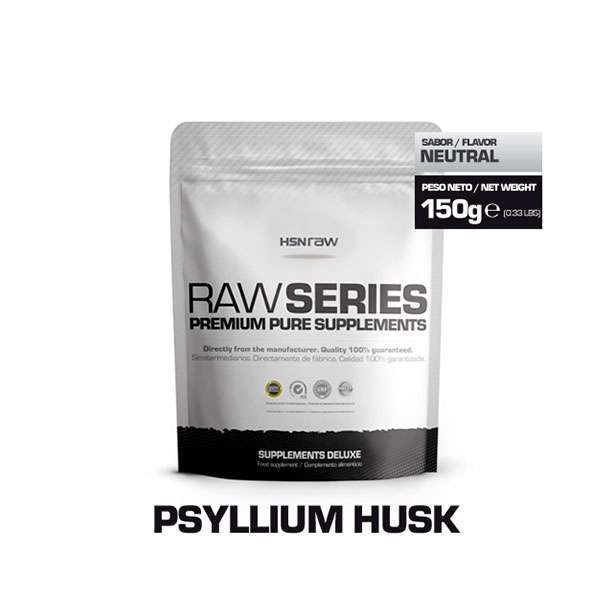 SABOR / FLAVOR
NEUTRAL
PESO NETO / NET WEIGHT
150g℮ (0.33 LBS)
HSNraw
RAWSERIES
PREMIUM PURE SUPPLEMENTS
Directly from the manufacturer. Quality 100% guaranteed.
Sin intermediarios. Directamente de fábrica. Calidad 100% garantizada.
SUPPLEMENTS DELUXE
Food supplement / Complemento alimenticio
PSYLLIUM HUSK